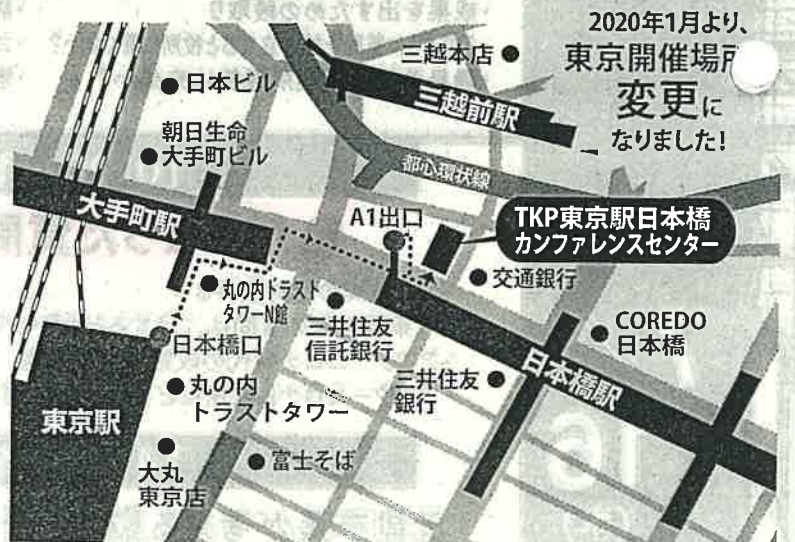 2020年1月より、
東京開催場所
変更に
なりました!
三越本店
三越前駅
日本ビル
朝日生命
大手町ビル
都心環状線
大手町駅
A1出口
TKP東京駅日本橋
カンファレンスセンター
交通銀行
丸の内トラスト
タワーN館
三井住友
信託銀行
日本橋口
COREDO
日本橋
三井住友
銀行
日本橋駅
丸の内
トラストタワー
東京駅
大丸
東京店
富士そば